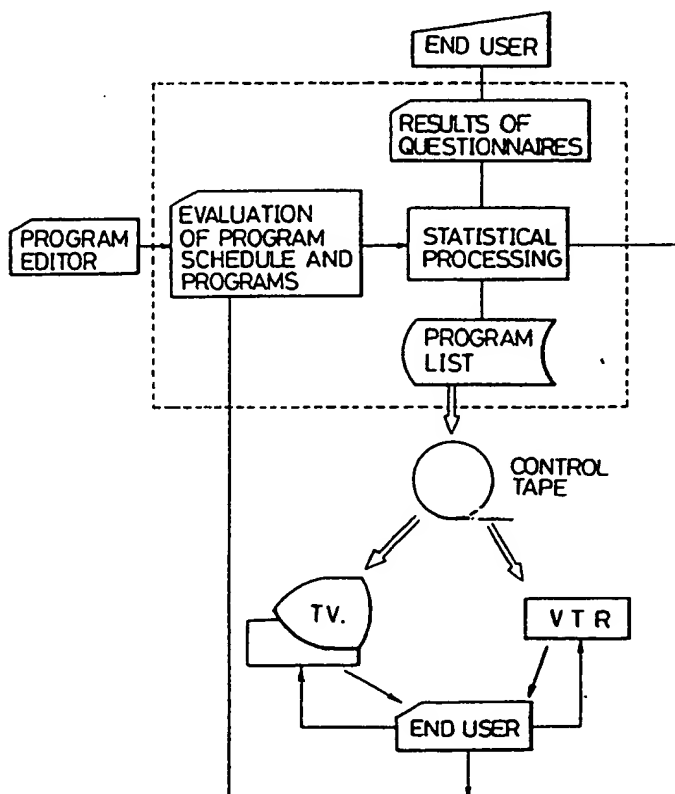 END USER
RESULTS OF
QUESTIONNAIRES
EVALUATION
OF PROGRAM
SCHEDULE AND
PROGRAMS
PROGRAM
EDITOR
STATISTICAL
PROCESSING
PROGRAM
LIST
CONTROL
TAPE
TV.
VTR
END USER